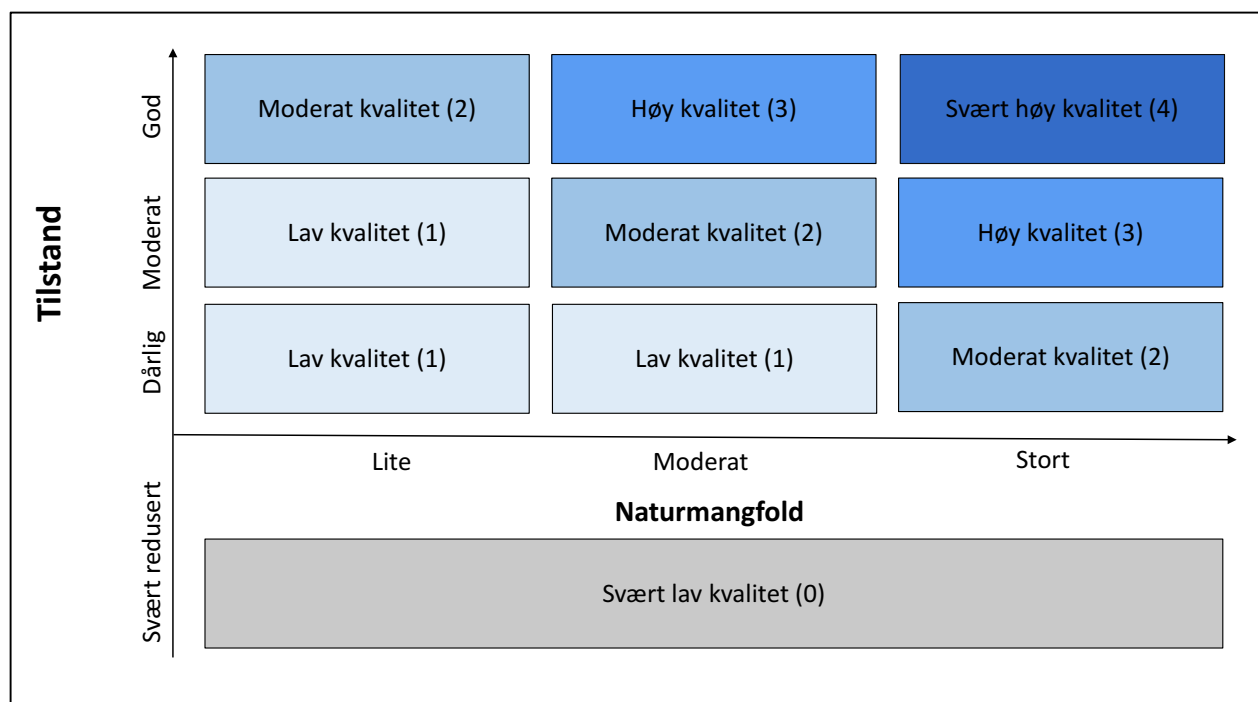 Tilstand
God
Moderat kvalitet (2)
Høy kvalitet (3)
Svært høy kvalitet (4)
Moderat
Lav kvalitet (1)
Moderat kvalitet (2)
Høy kvalitet (3)
Dårlig
Lav kvalitet (1)
Lav kvalitet (1)
Moderat kvalitet (2)
Lite
Moderat
Stort
Naturmangfold
Svært redusert
Svært lav kvalitet (0)